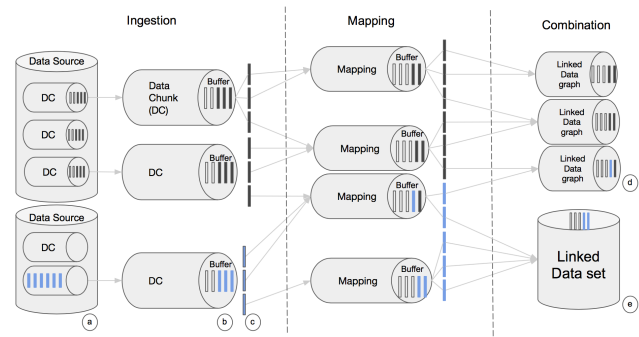 Ingestion
Mapping
Combination
Data Source
DC
DC
DC
Data
Chunk
(DC)
Buffer
DC
Buffer
Data Source
DC
DC
Buffer
a
b
c
Mapping
Buffer
Mapping
Buffer
Mapping
Buffer
Mapping
Buffer
Linked
Data
graph
Linked
Data
graph
Linked
Data
graph
d
Linked
Data set
e